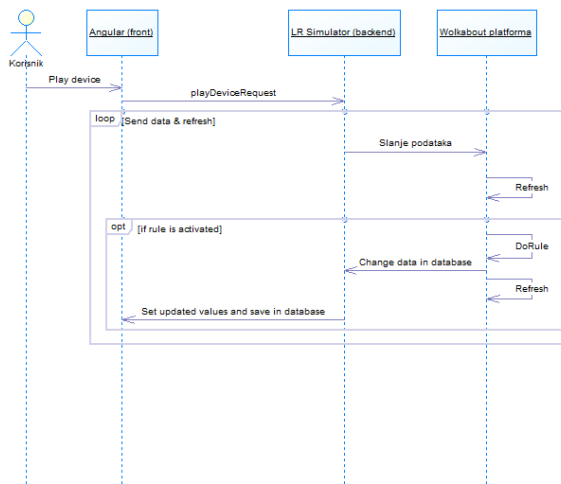 Angular (front)
LR Simulator (backend)
Wolkabout platforma
Korisnik
Play device
playDeviceRequest
loop
[Send data & refresh]
Slanje podataka
Refresh
opt
[if rule is activated]
DoRule
Change data in database
Refresh
Set updated values and save in database